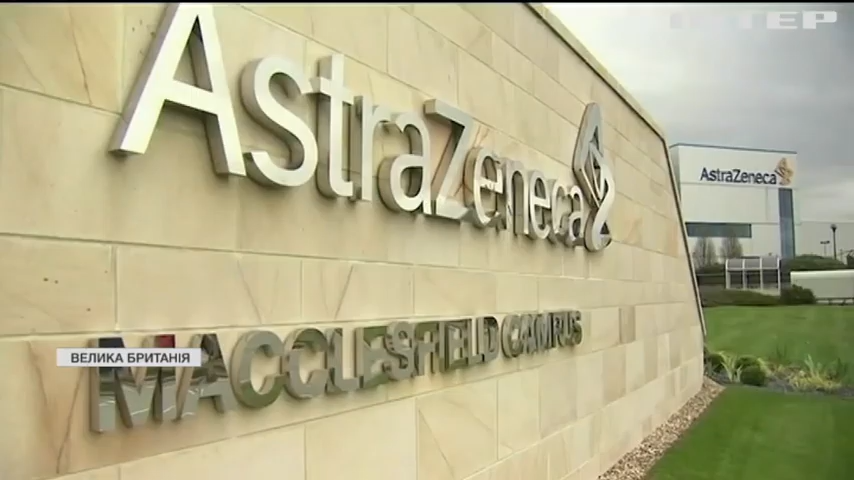 ІНТЕР
AstraZeneca
AstraZeneca
MACCLESFIELD CAMPUS
ВЕЛИКА БРИТАНІЯ